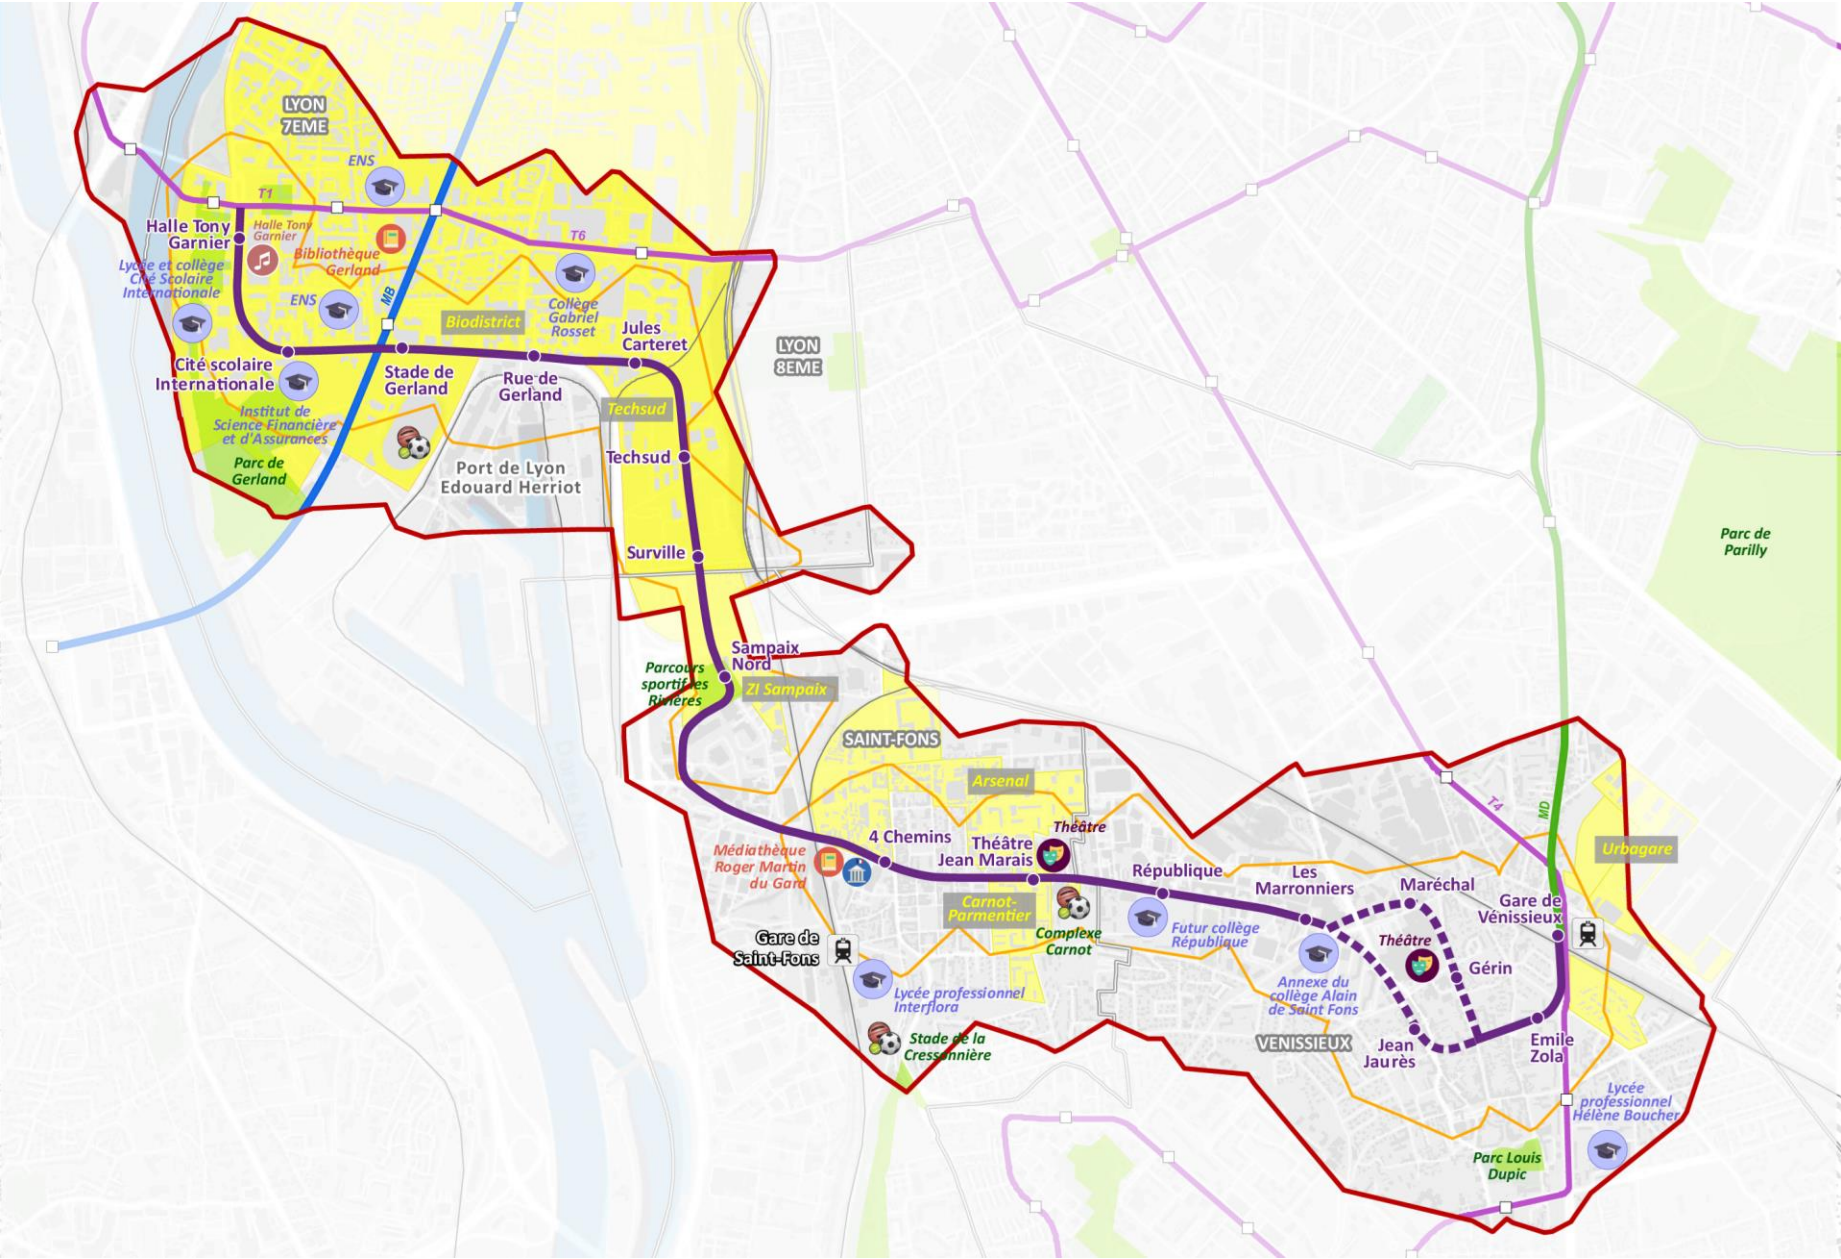 LYON
7EME
ENS
T1
Halle Tony
Garnier
Halle Tony
Garnier
Bibliothèque
Gerland
T6
Lycée et collège
Cité Scolaire
Internationale
ENS
MB
Biodistrict
Collège
Gabriel
Rosset
Jules
Carteret
LYON
8EME
Cité scolaire
Internationale
Stade de
Gerland
Rue de
Gerland
Techsud
Institut de
Science Financière
et d'Assurances
Parc de
Gerland
Port de Lyon
Edouard Herriot
Techsud
Surville
Parc de
Parilly
Sampaix
Nord
Parcours
sportif les
Rivières
ZI Sampaix
SAINT-FONS
Arsenal
T4
MD
4 Chemins
Théâtre
Jean Marais
Théâtre
Urbagare
Médiathèque
Roger Martin
du Gard
République
Les
Marronniers
Maréchal
Gare de
Vénissieux
Carnot-
Parmentier
Complexe
Carnot
Futur collège
République
Théâtre
Gare de
Saint-Fons
Gérin
Lycée professionnel
Interflora
Annexe du
collège Alain
de Saint Fons
Stade de la
Cressonnière
VENISSIEUX
Jean
Jaurès
Emile
Zola
Lycée
professionnel
Hélène Boucher
Parc Louis
Dupic